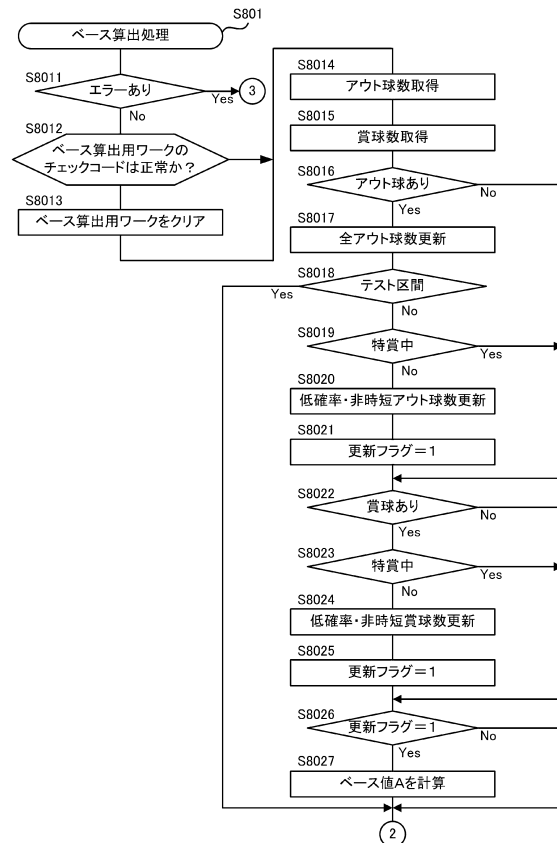 S801
ベース算出処理
S8011
エラーあり
Yes
3
No
S8012
ベース算出用ワークの
チェックコードは正常か？
S8013
ベース算出用ワークをクリア
S8014
アウト球数取得
S8015
賞球数取得
S8016
アウト球あり
No
Yes
S8017
全アウト球数更新
S8018
テスト区間
Yes
No
S8019
特賞中
Yes
No
S8020
低確率・非時短アウト球数更新
S8021
更新フラグ＝1
S8022
賞球あり
No
Yes
S8023
特賞中
Yes
No
S8024
低確率・非時短賞球数更新
S8025
更新フラグ＝1
S8026
更新フラグ＝1
No
Yes
S8027
ベース値Aを計算
2